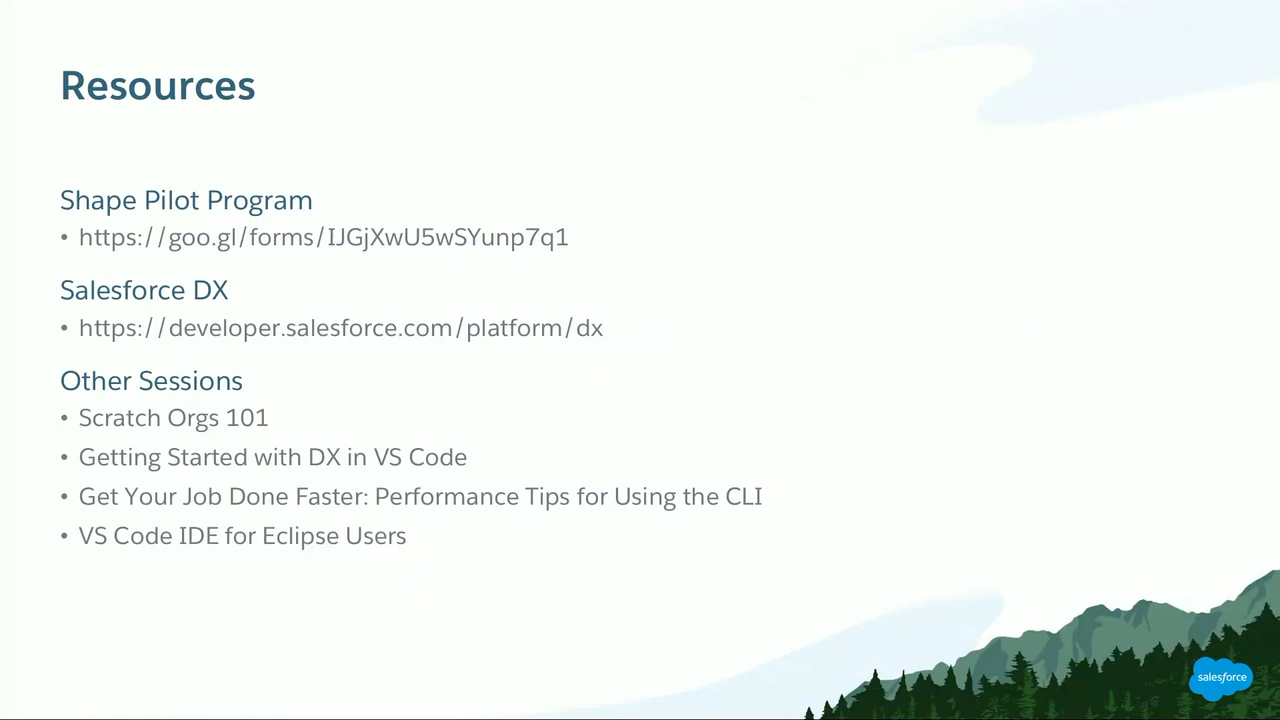 Resources
Shape Pilot Program
• https://goo.gl/forms/IJGjXwU5wSYunp7q1
Salesforce DX
• https://developer.salesforce.com/platform/dx
Other Sessions
• Scratch Orgs 101
• Getting Started with DX in VS Code
• Get Your Job Done Faster: Performance Tips for Using the CLI
• VS Code IDE for Eclipse Users
salesforce